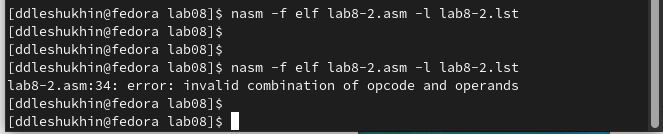 [ddleshukhin@fedora lab08]$ nasm -f elf lab8-2.asm -l lab8-2.lst
[ddleshukhin@fedora lab08]$
[ddleshukhin@fedora lab08]$
[ddleshukhin@fedora lab08]$ nasm -f elf lab8-2.asm -l lab8-2.lst
lab8-2.asm:34: error: invalid combination of opcode and operands
[ddleshukhin@fedora lab08]$
[ddleshukhin@fedora lab08]$